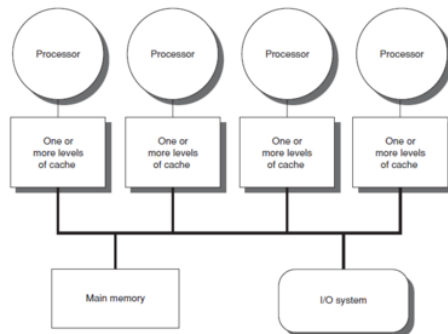 Processor
Processor
Processor
Processor
One or
more levels
of cache
One or
more levels
of cache
One or
more levels
of cache
One or
more levels
of cache
Main memory
I/O system